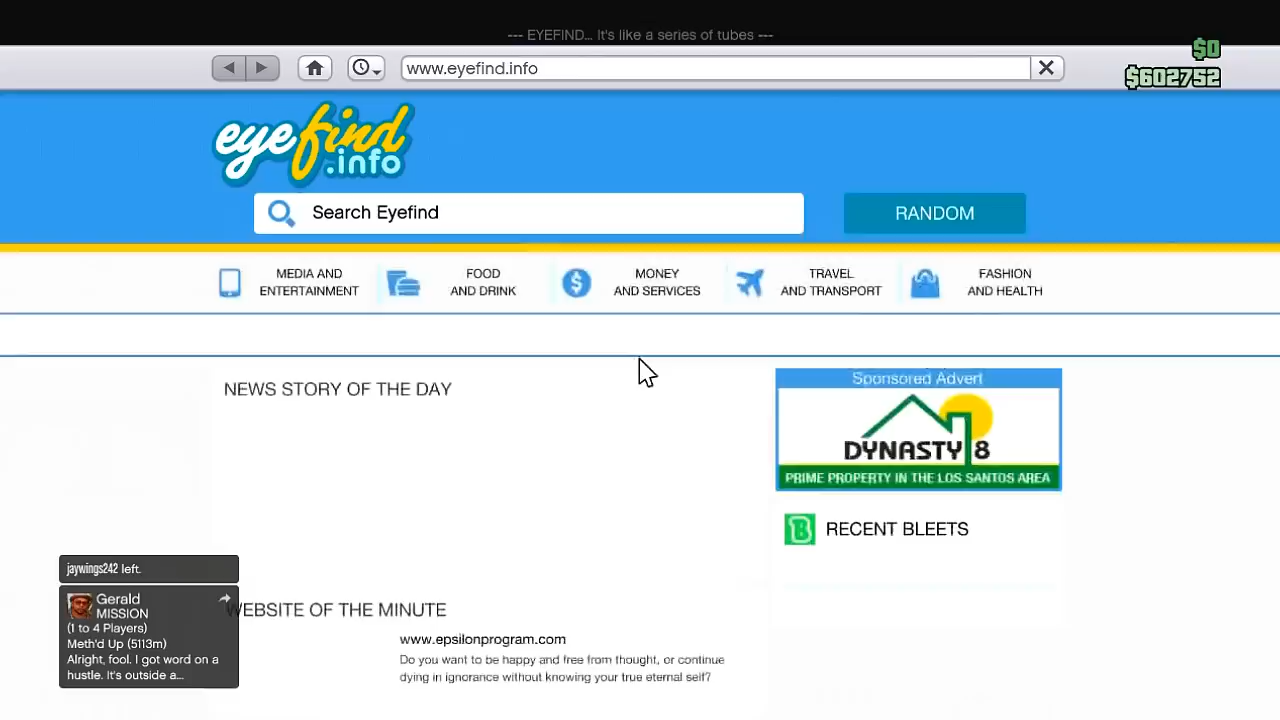 --- EYEFIND... It's like a series of tubes ---
$0
www.eyefind.info
$602752
eyefind
.info
Search Eyefind
RANDOM
MEDIA AND
ENTERTAINMENT
FOOD
AND DRINK
MONEY
AND SERVICES
TRAVEL
AND TRANSPORT
FASHION
AND HEALTH
NEWS STORY OF THE DAY
Sponsored Advert
DYNASTY 8
PRIME PROPERTY IN THE LOS SANTOS AREA
RECENT BLEETS
jaywings242 left.
Gerald
MISSION
(1 to 4 Players)
Meth'd Up (5113m)
Alright, fool. I got word on a
hustle. It's outside a...
WEBSITE OF THE MINUTE
www.epsilonprogram.com
Do you want to be happy and free from thought, or continue
dying in ignorance without knowing your true eternal self?